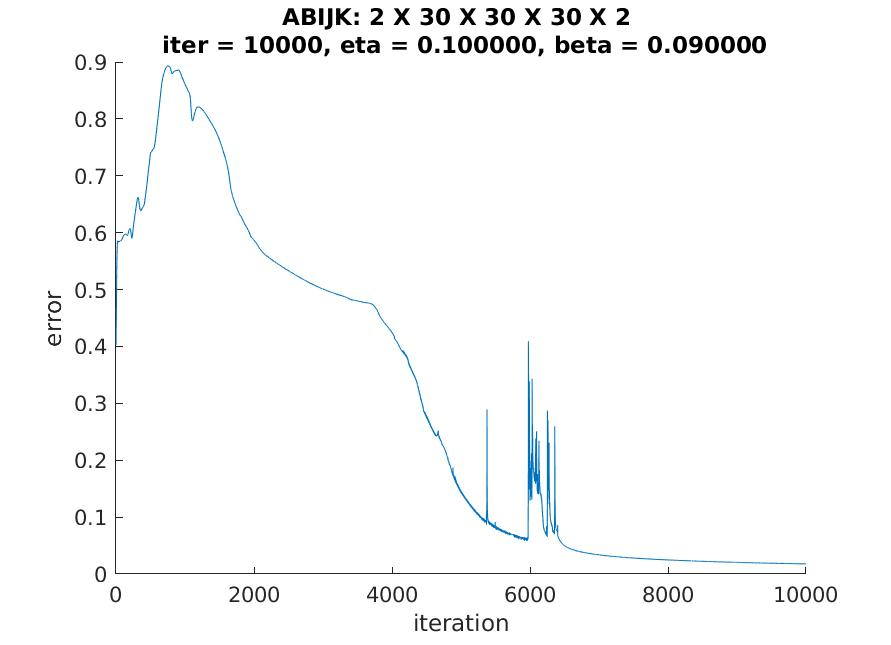 ABIJK: 2 X 30 X 30 X 30 X 2
iter = 10000, eta = 0.100000, beta = 0.090000
0.9
0.8
0.7
0.6
0.5
0.4
0.3
0.2
0.1
0
error
0 2000 4000 6000 8000 10000
iteration